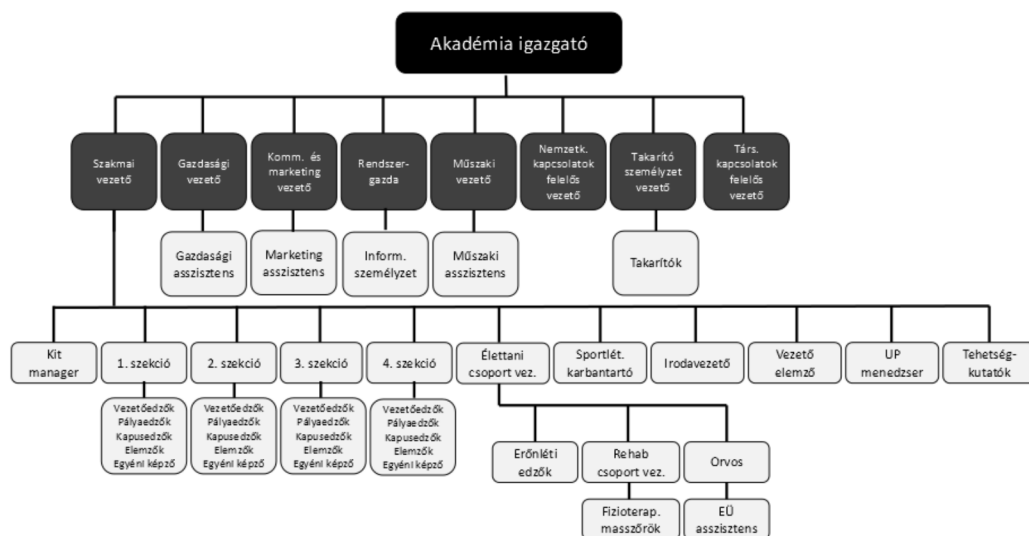 Akadémia igazgató
Szakmai
vezető
Gazdasági
vezető
Komm. és
marketing
vezető
Rendszer-
gazda
Műszaki
vezető
Nemzetk.
kapcsolatok
felelős
vezető
Takarító
személyzet
vezető
Társ.
kapcsolatok
felelős
vezető
Gazdasági
asszisztens
Marketing
asszisztens
Inform.
személyzet
Műszaki
asszisztens
Takarítók
Kit
manager
1. szekció
2. szekció
3. szekció
4. szekció
Élettani
csoport vez.
Sportlét.
karbantartó
Irodavezető
Vezető
elemző
UP
menedzser
Tehetség-
kutatók
Vezetőedzők
Pályaedzők
Kapusedzők
Elemzők
Egyéni képző
Vezetőedzők
Pályaedzők
Kapusedzők
Elemzők
Egyéni képző
Vezetőedzők
Pályaedzők
Kapusedzők
Elemzők
Egyéni képző
Vezetőedzők
Pályaedzők
Kapusedzők
Elemzők
Egyéni képző
Erőnléti
edzők
Rehab
csoport vez.
Orvos
Fizioterap.
masszőrök
EÜ
asszisztens